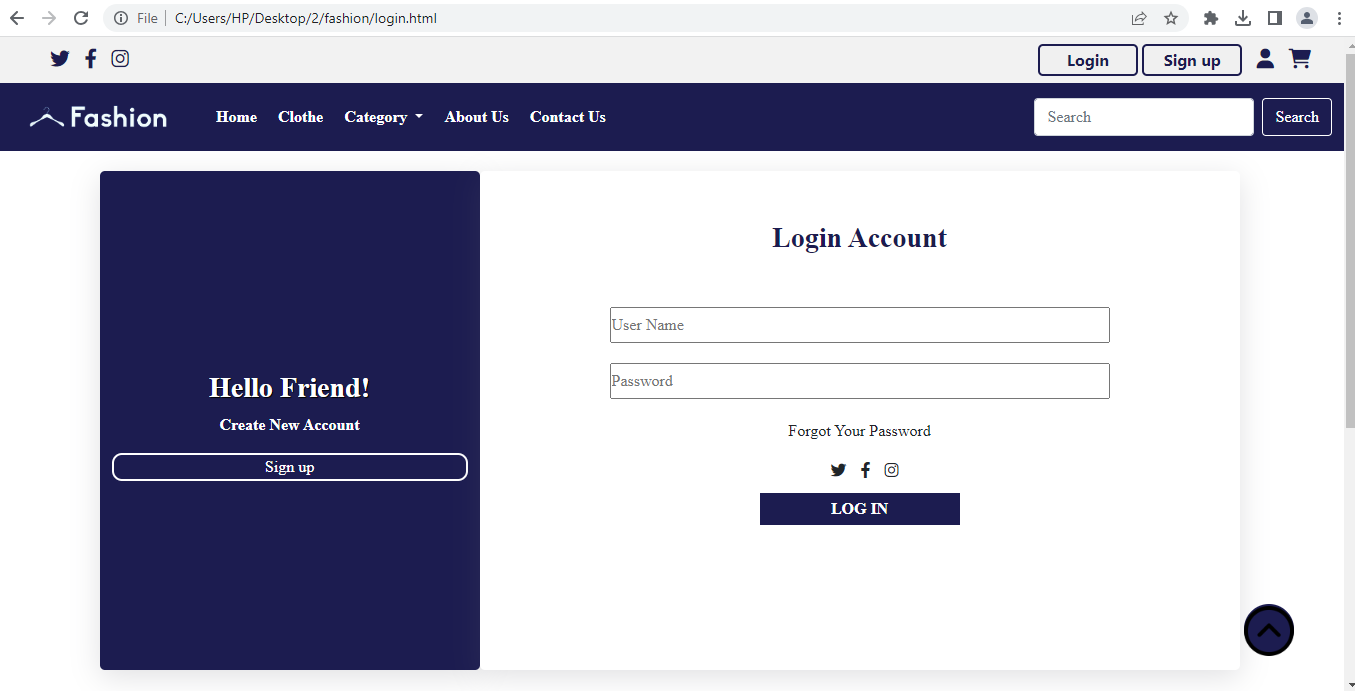 File C:/Users/HP/Desktop/2/fashion/login.html
Login Sign up
Fashion Home Clothe Category About Us Contact Us Search Search
Login Account
User Name
Password
Hello Friend!
Create New Account
Sign up
Forgot Your Password
LOG IN